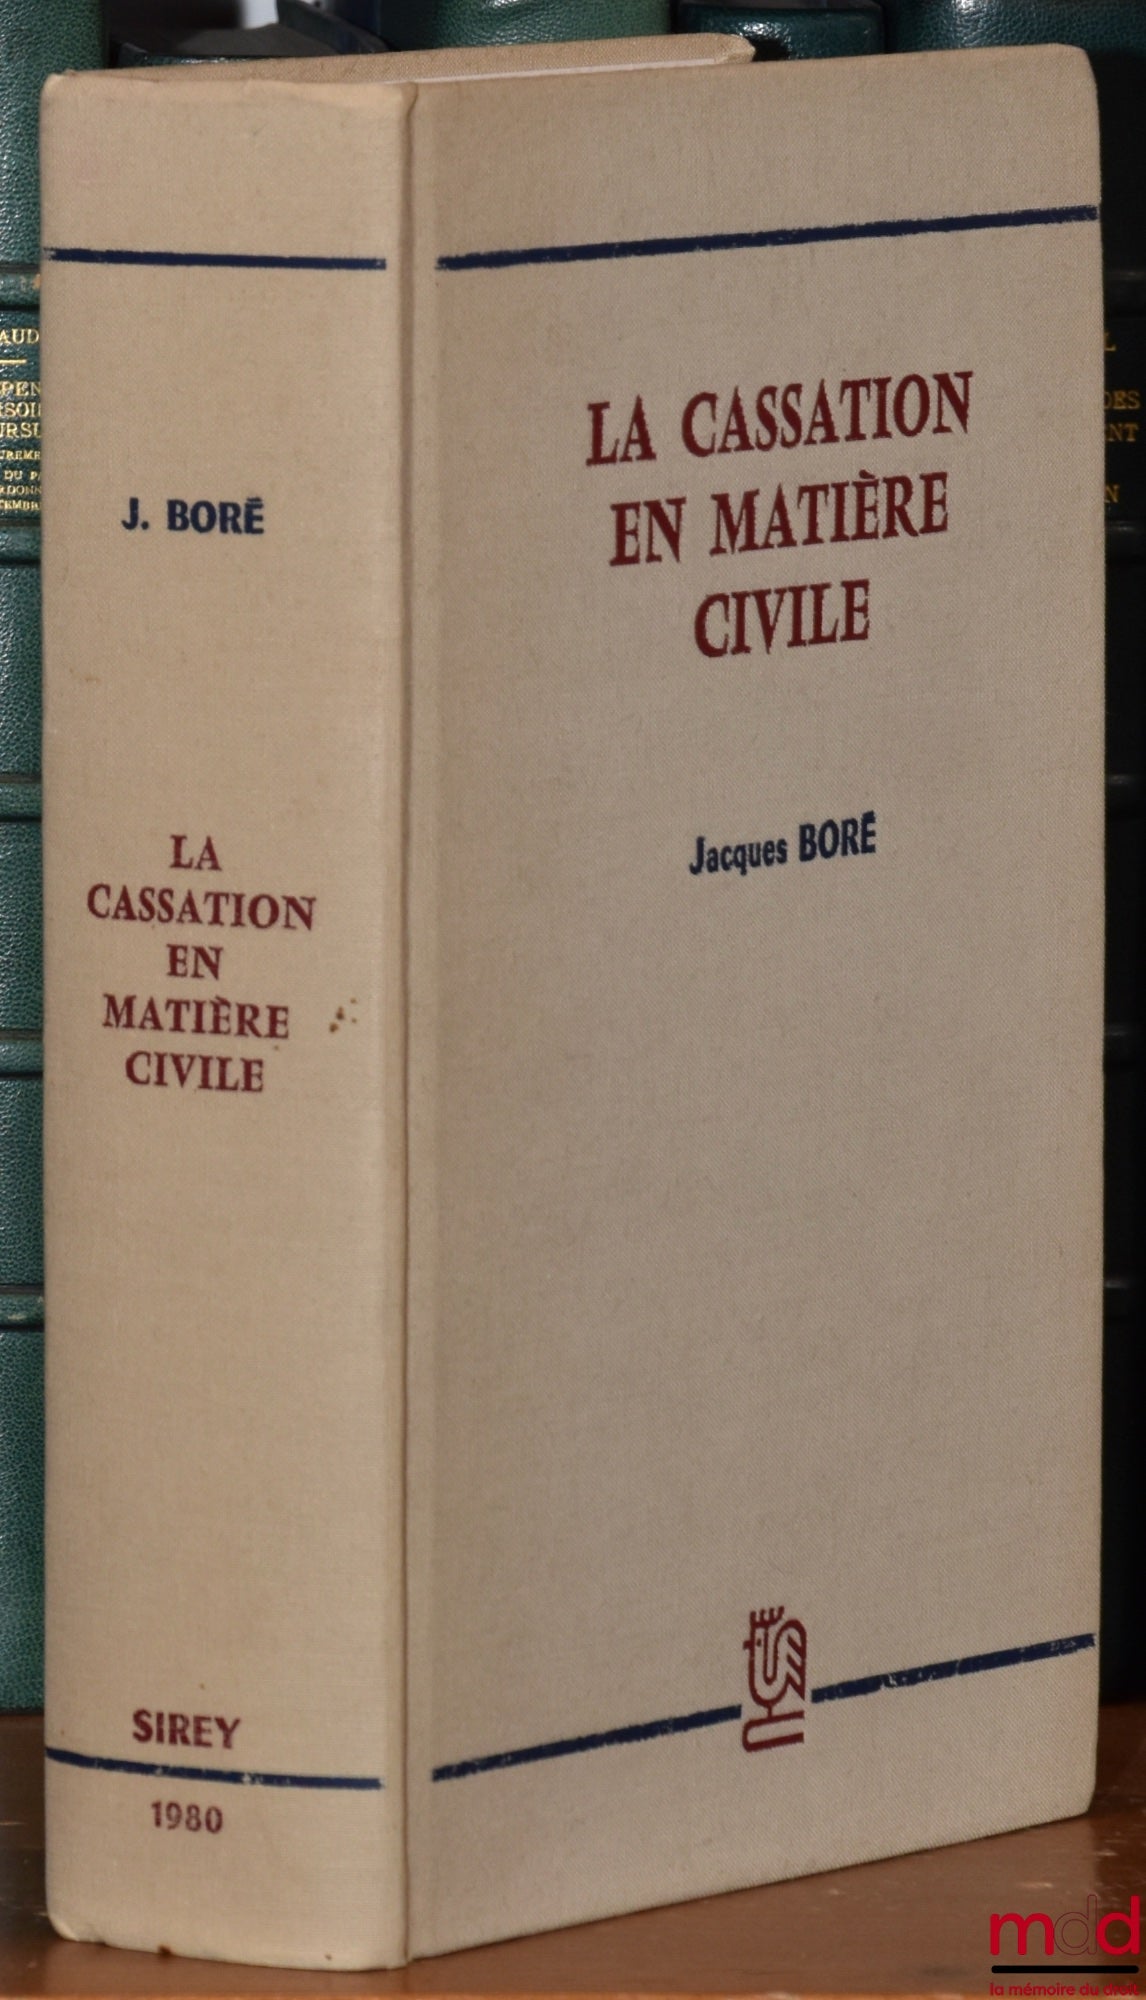 J. BORÉ
LA
CASSATION
EN
MATIÈRE
CIVILE
SIREY
1980
LA CASSATION
EN MATIÈRE
CIVILE
Jacques BORÉ
mdd
la mémoire du droit